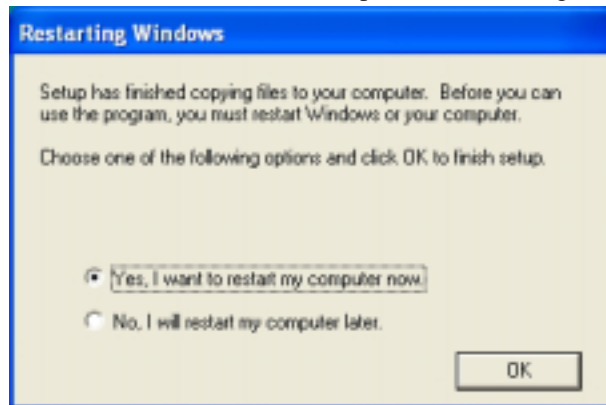 Restarting Windows
Setup has finished copying files to your computer. Before you can
use the program, you must restart Windows or your computer.
Choose one of the following options and click OK to finish setup.
Yes, I want to restart my computer now.
No, I will restart my computer later.
OK